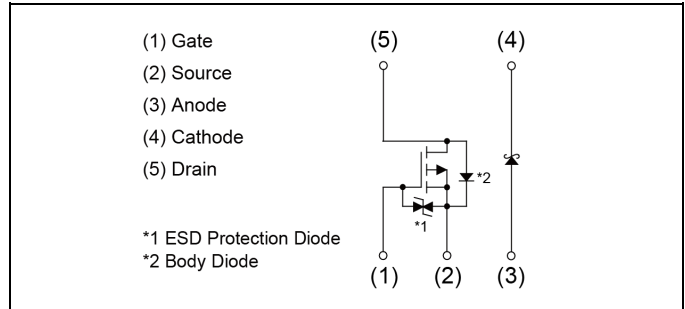 (1) Gate
(2) Source
(3) Anode
(4) Cathode
(5) Drain
*1 ESD Protection Diode
*2 Body Diode
(5)
(4)
*2
*1
(1)
(2)
(3)